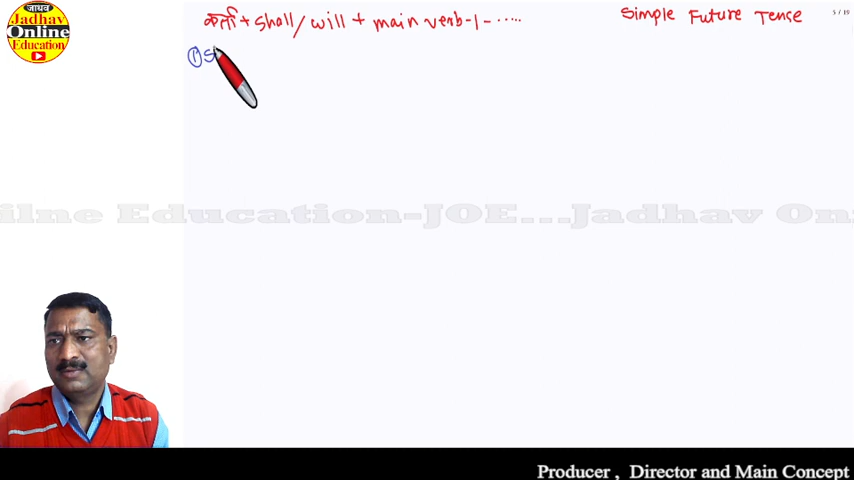 जाधव
Jadhav
Online
Education
कर्ता + shall / will + main verb-1 - .....
Simple Future Tense
5 / 19
① S
ilne Education-JOE...Jadhav On
Producer , Director and Main Concept